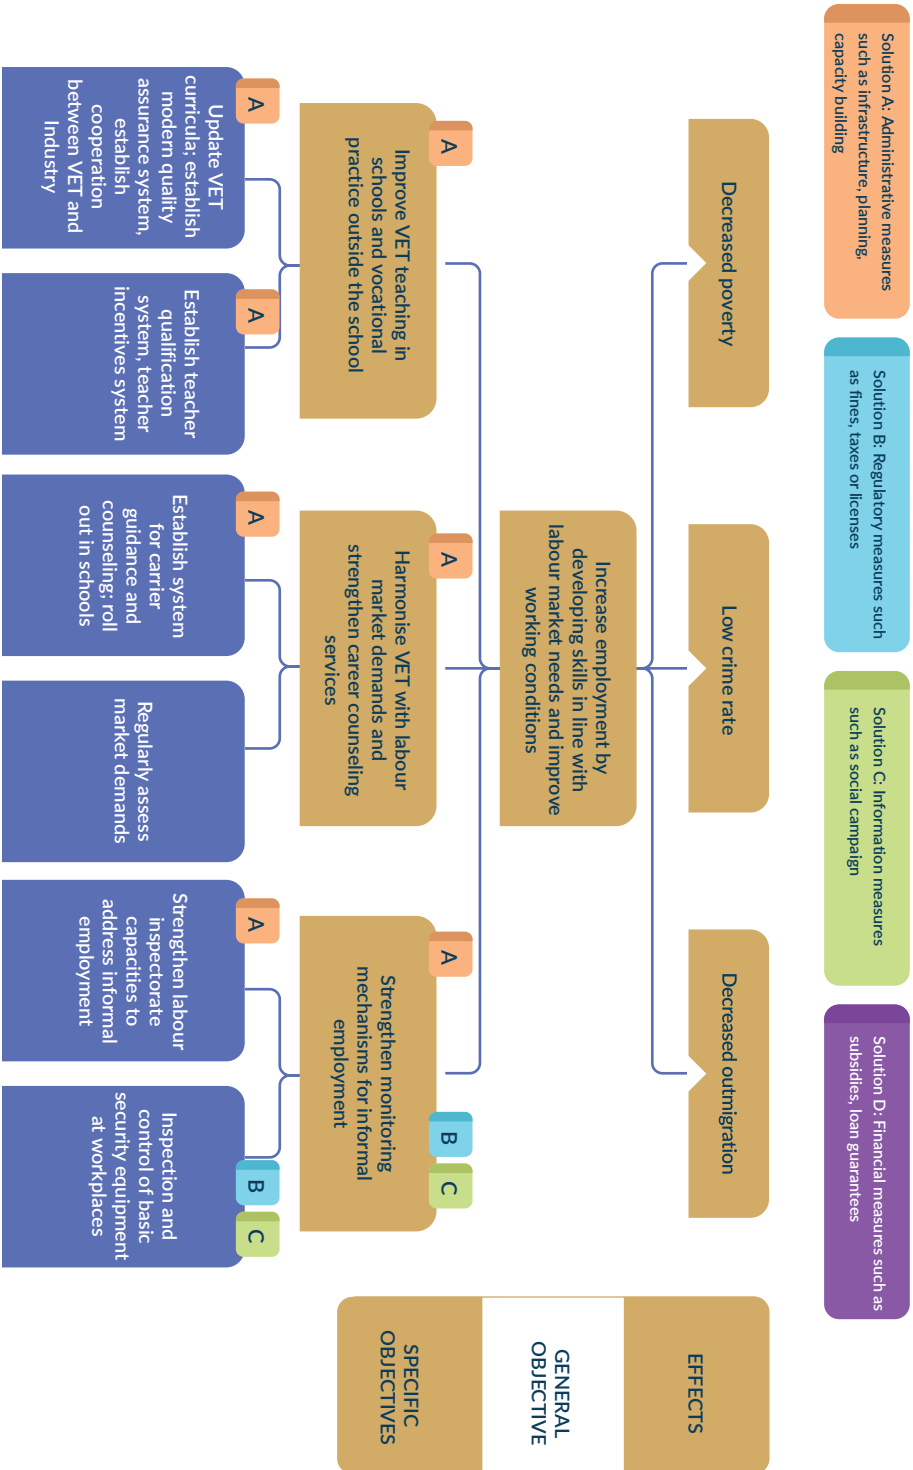 Solution A: Administrative measures
such as infrastructure, planning,
capacity building
Solution B: Regulatory measures such
as fines, taxes or licenses
Solution C: Information measures
such as social campaign
Solution D: Financial measures such as
subsidies, loan guarantees
Decreased poverty
Low crime rate
Decreased outmigration
EFFECTS
Increase employment by
developing skills in line with
labour market needs and improve
working conditions
GENERAL
OBJECTIVE
A
Improve VET teaching in
schools and vocational
practice outside the school
A
Harmonise VET with labour
market demands and
strengthen career counseling
services
A
B
C
Strengthen monitoring
mechanisms for informal
employment
SPECIFIC
OBJECTIVES
A
Update VET
curricula; establish
modern quality
assurance system,
establish
cooperation
between VET and
Industry
A
Establish teacher
qualification
system, teacher
incentives system
A
Establish system
for carrier
guidance and
counseling; roll
out in schools
Regularly assess
market demands
A
Strengthen labour
inspectorate
capacities to
address informal
employment
B
C
Inspection and
control of basic
security equipment
at workplaces